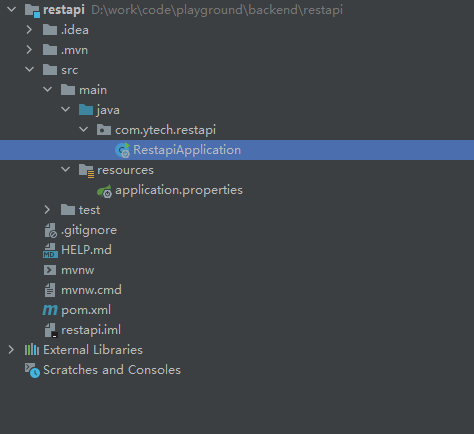 restapi D:\work\code\playground\backend\restapi
.idea
.mvn
src
main
java
com.ytech.restapi
RestapiApplication
resources
application.properties
test
.gitignore
HELP.md
mvnw
mvnw.cmd
pom.xml
restapi.iml
External Libraries
Scratches and Consoles